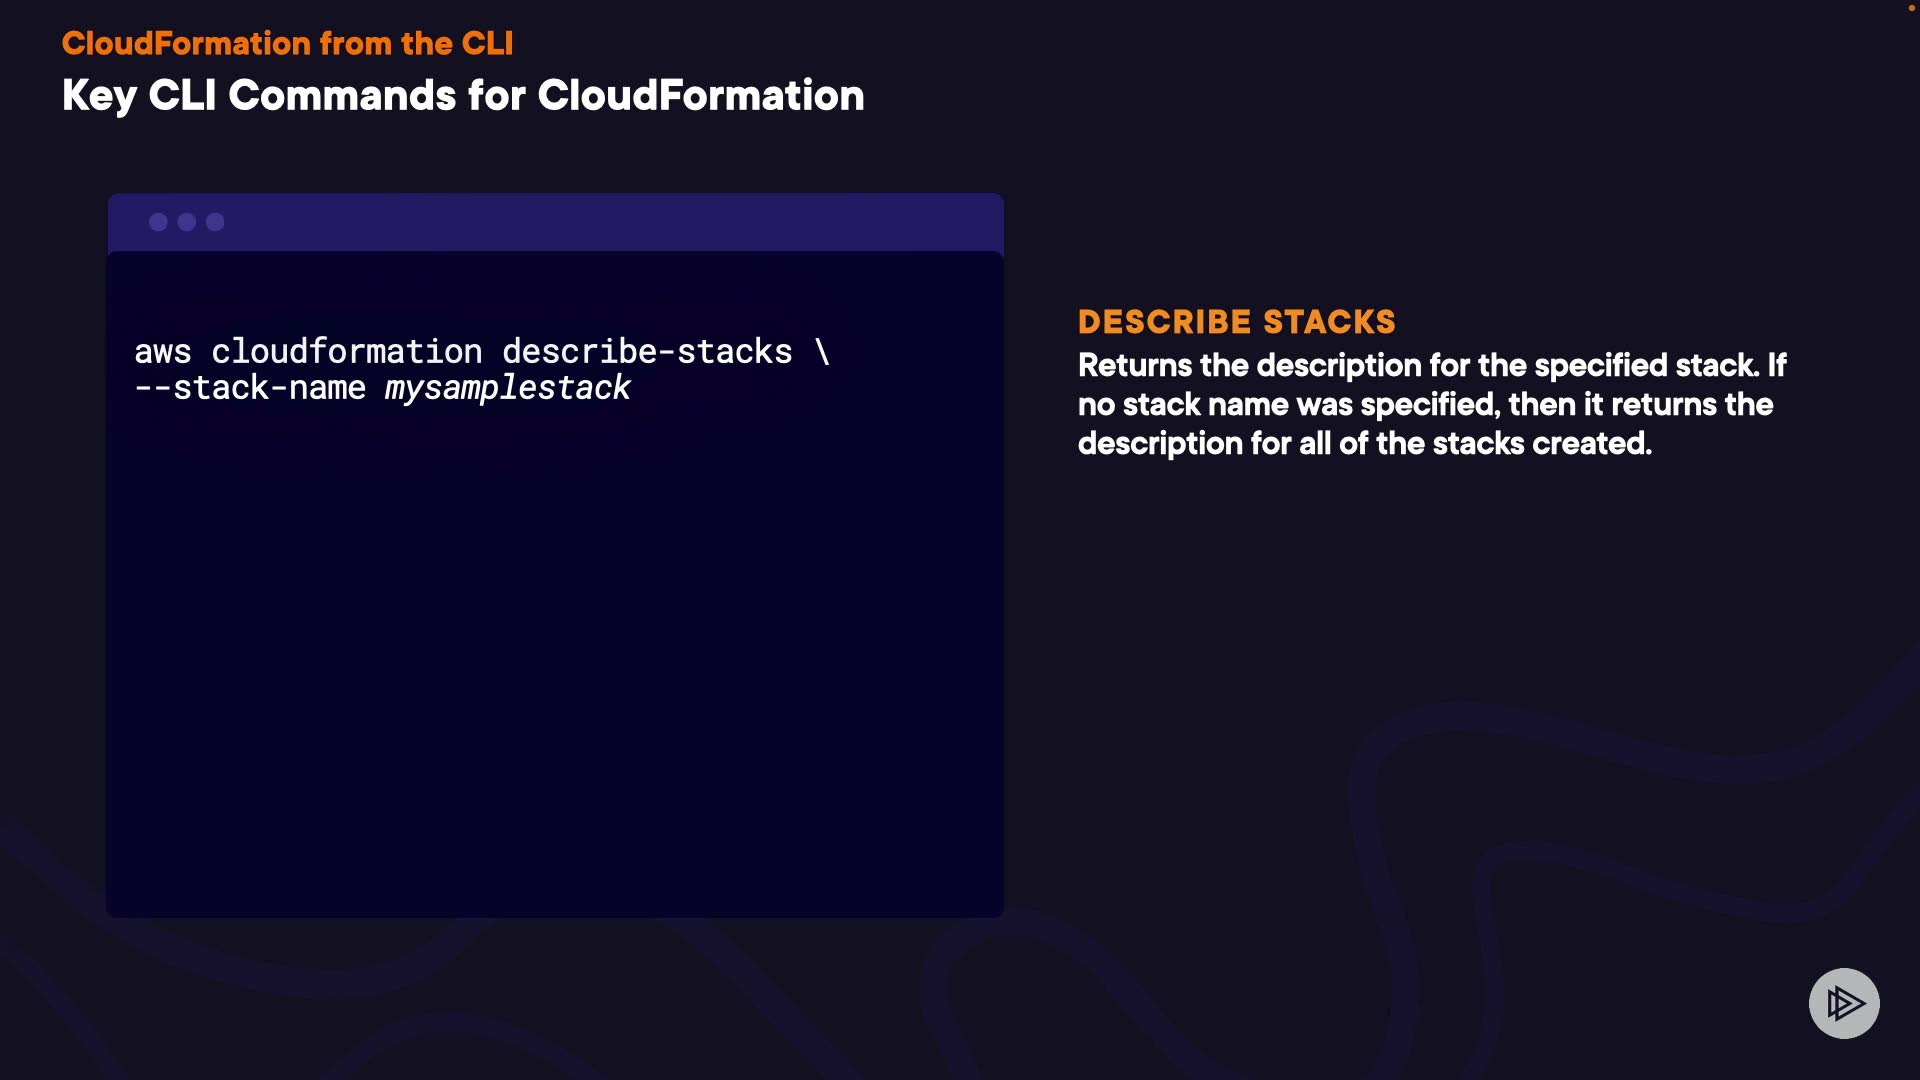 CloudFormation from the CLI
Key CLI Commands for CloudFormation
aws cloudformation describe-stacks \
--stack-name mysamplestack
DESCRIBE STACKS
Returns the description for the specified stack. If
no stack name was specified, then it returns the
description for all of the stacks created.